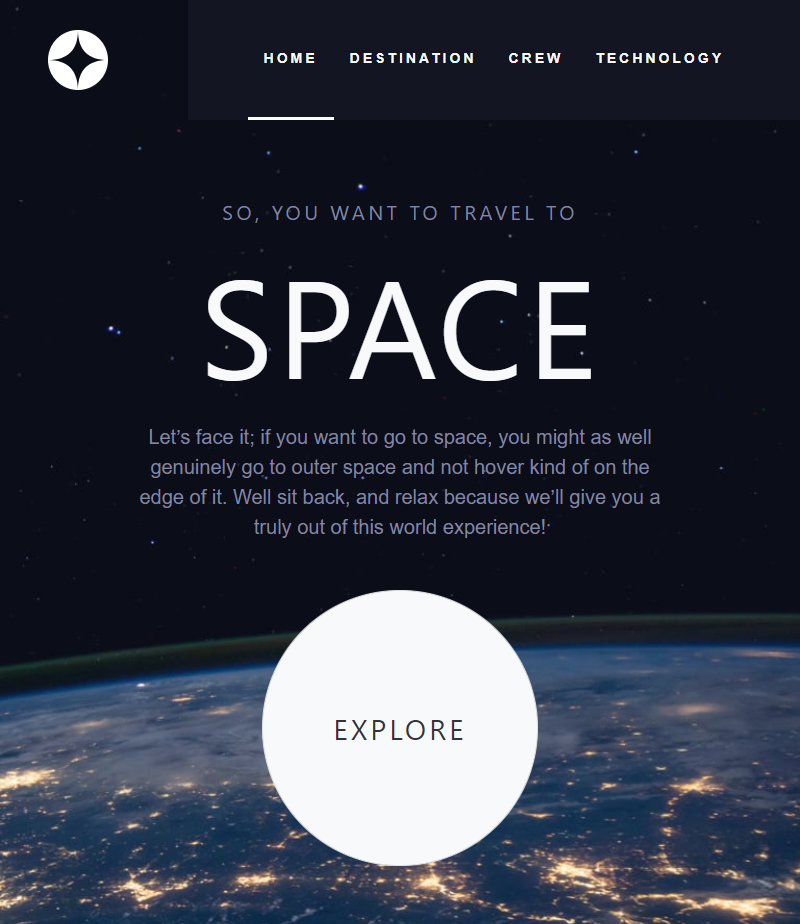 HOME DESTINATION CREW TECHNOLOGY
SO, YOU WANT TO TRAVEL TO
SPACE
Let’s face it; if you want to go to space, you might as well
genuinely go to outer space and not hover kind of on the
edge of it. Well sit back, and relax because we’ll give you a
truly out of this world experience!
EXPLORE